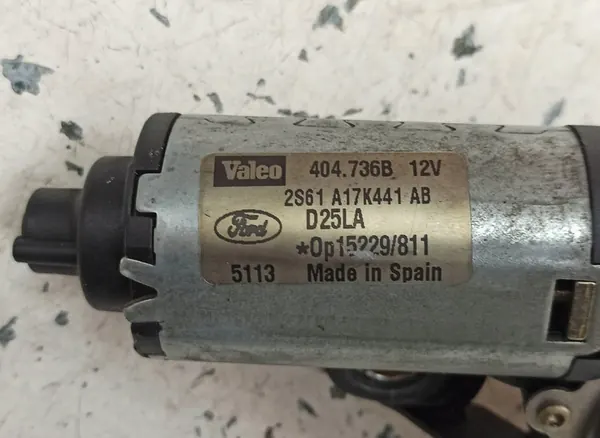 Valeo 404.736B 12V
2S61 A17K441 AB
Ford D25LA
*Op15229/811
5113 Made in Spain